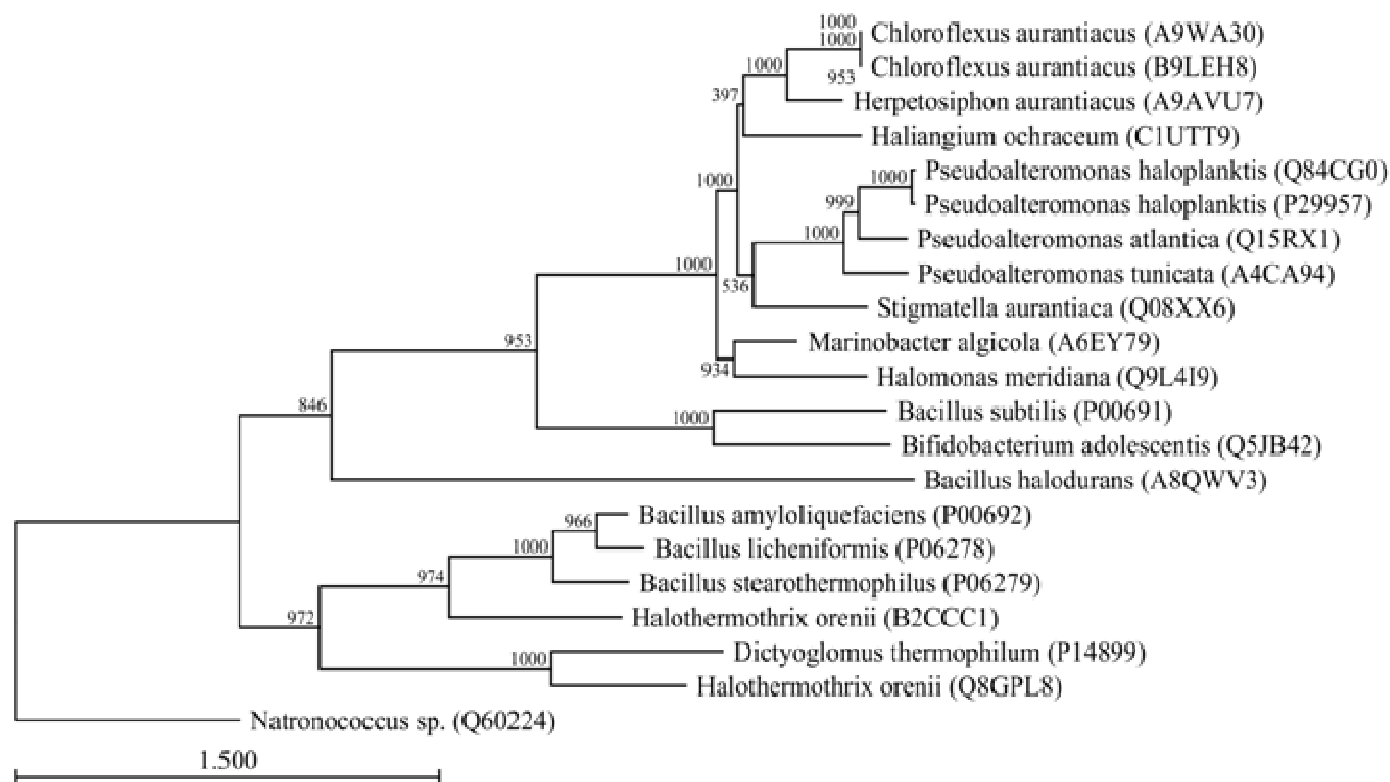 1000
1000
Chloroflexus aurantiacus (A9WA30)
953
Chloroflexus aurantiacus (B9LEH8)
1000
Herpetosiphon aurantiacus (A9AVU7)
397
Haliangium ochraceum (C1UTT9)
1000
Pseudoalteromonas haloplanktis (Q84CG0)
1000
Pseudoalteromonas haloplanktis (P29957)
999
Pseudoalteromonas atlantica (Q15RX1)
1000
Pseudoalteromonas tunicata (A4CA94)
1000
536
Stigmatella aurantiaca (Q08XX6)
953
Marinobacter algicola (A6EY79)
934
Halomonas meridiana (Q9L4I9)
846
Bacillus subtilis (P00691)
1000
Bifidobacterium adolescentis (Q5JB42)
Bacillus halodurans (A8QWV3)
Bacillus amyloliquefaciens (P00692)
966
Bacillus licheniformis (P06278)
1000
Bacillus stearothermophilus (P06279)
974
Halothermothrix orenii (B2CCC1)
972
Dictyoglomus thermophilum (P14899)
1000
Halothermothrix orenii (Q8GPL8)
Natronococcus sp. (Q60224)
1.500